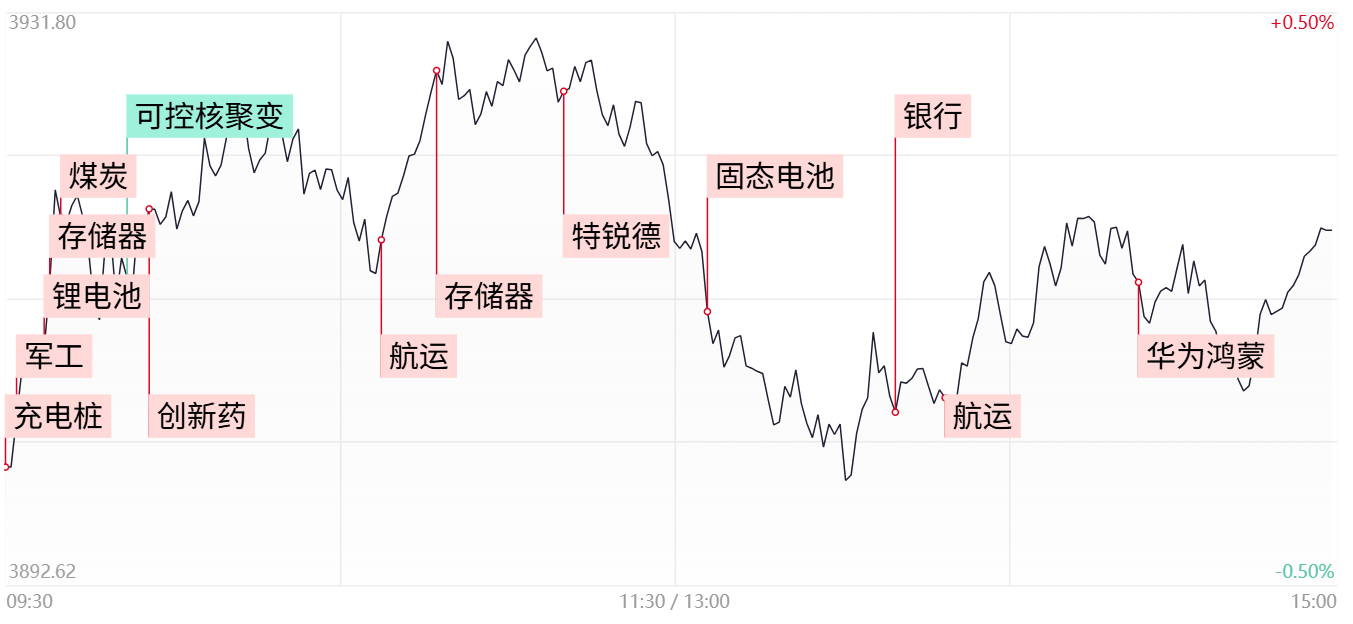 3931.80
+0.50%
可控核聚变
银行
煤炭
固态电池
存储器
特锐德
锂电池
存储器
军工
航运
华为鸿蒙
充电桩
创新药
航运
3892.62
-0.50%
09:30
11:30 / 13:00
15:00